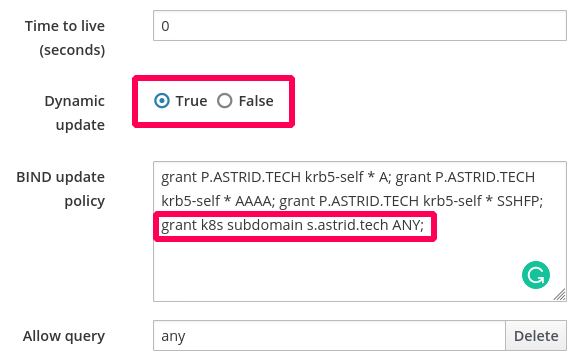 Time to live
(seconds)
0
Dynamic
update
True
False
BIND update
policy
grant P.ASTRID.TECH krb5-self * A; grant P.ASTRID.TECH
krb5-self * AAAA; grant P.ASTRID.TECH krb5-self * SSHFP;
grant k8s subdomain s.astrid.tech ANY;
Allow query
any
Delete